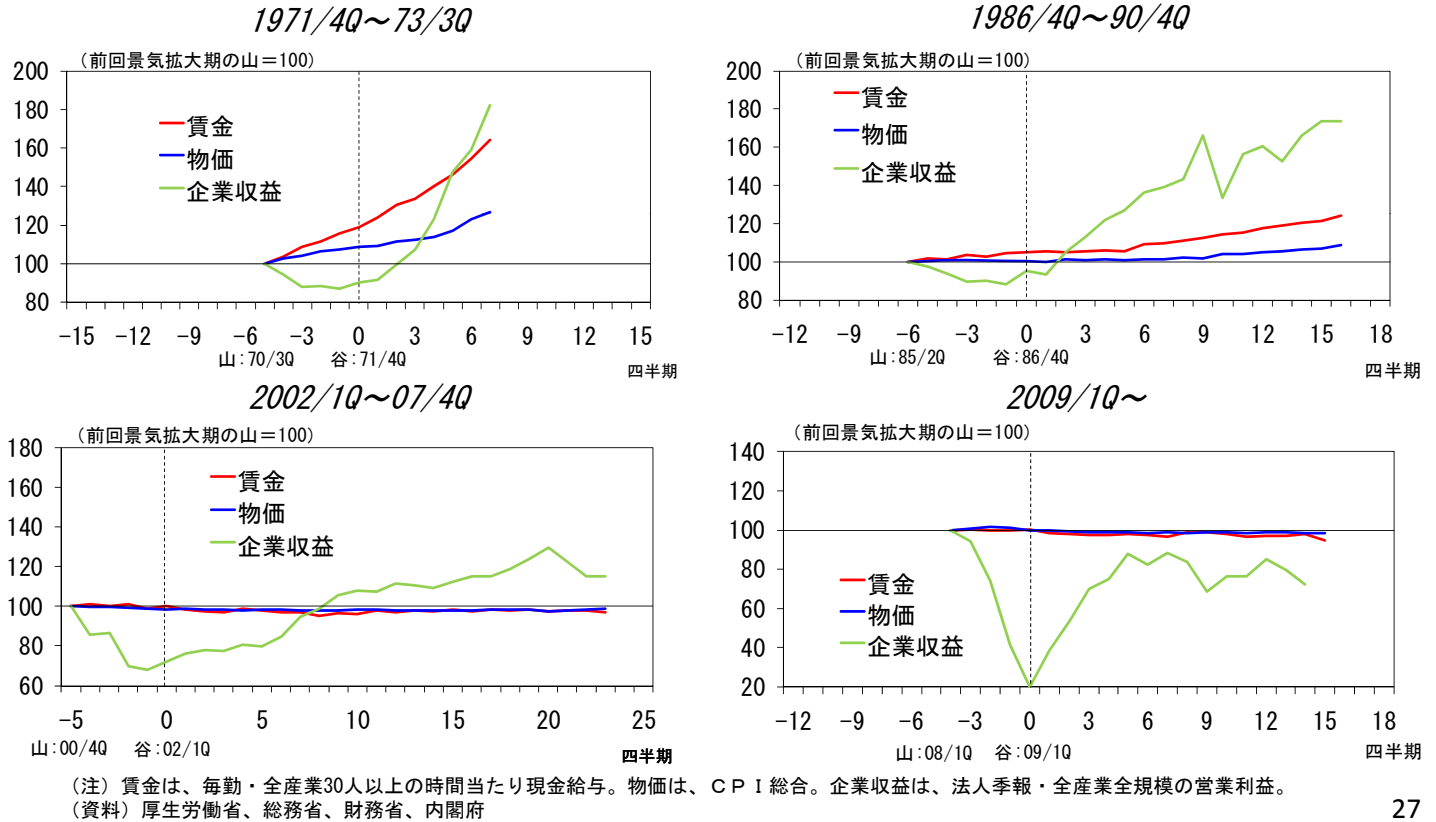 1971/4Q～73/3Q
（前回景気拡大期の山＝100）
200
180
160
140
120
100
80
賃金
物価
企業収益
-15 -12 -9 -6 -3 0 3 6 9 12 15
山:70/3Q 谷:71/4Q
四半期
1986/4Q～90/4Q
（前回景気拡大期の山＝100）
200
180
160
140
120
100
80
賃金
物価
企業収益
-12 -9 -6 -3 0 3 6 9 12 15 18
山:85/2Q 谷:86/4Q
四半期
2002/1Q～07/4Q
（前回景気拡大期の山＝100）
180
160
140
120
100
80
60
賃金
物価
企業収益
-5 0 5 10 15 20 25
山:00/4Q 谷:02/1Q
四半期
2009/1Q～
（前回景気拡大期の山＝100）
140
120
100
80
60
40
20
賃金
物価
企業収益
-12 -9 -6 -3 0 3 6 9 12 15 18
山:08/1Q 谷:09/1Q
四半期
（注）賃金は、毎勤・全産業30人以上の時間当たり現金給与。物価は、ＣＰＩ総合。企業収益は、法人季報・全産業全規模の営業利益。
（資料）厚生労働省、総務省、財務省、内閣府
27